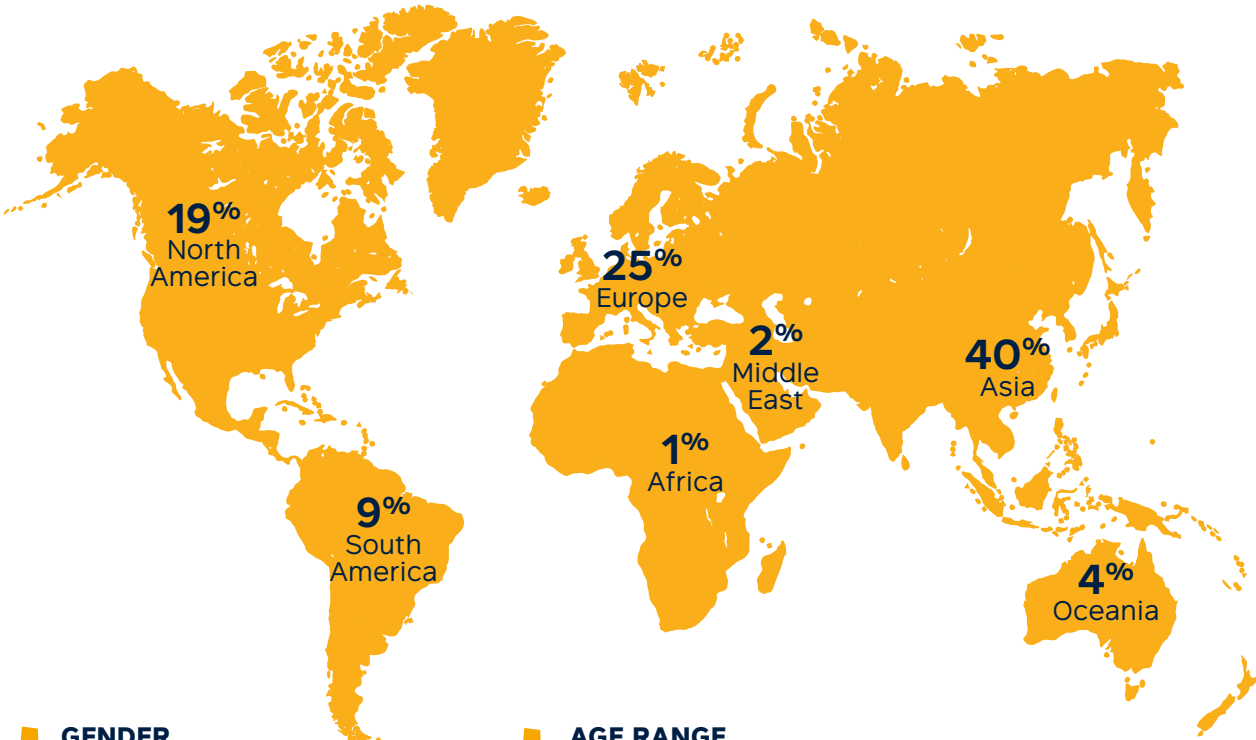 19%
North
America
25%
Europe
2%
Middle
East
40%
Asia
1%
Africa
9%
South
America
4%
Oceania
GENDER
AGE RANGE